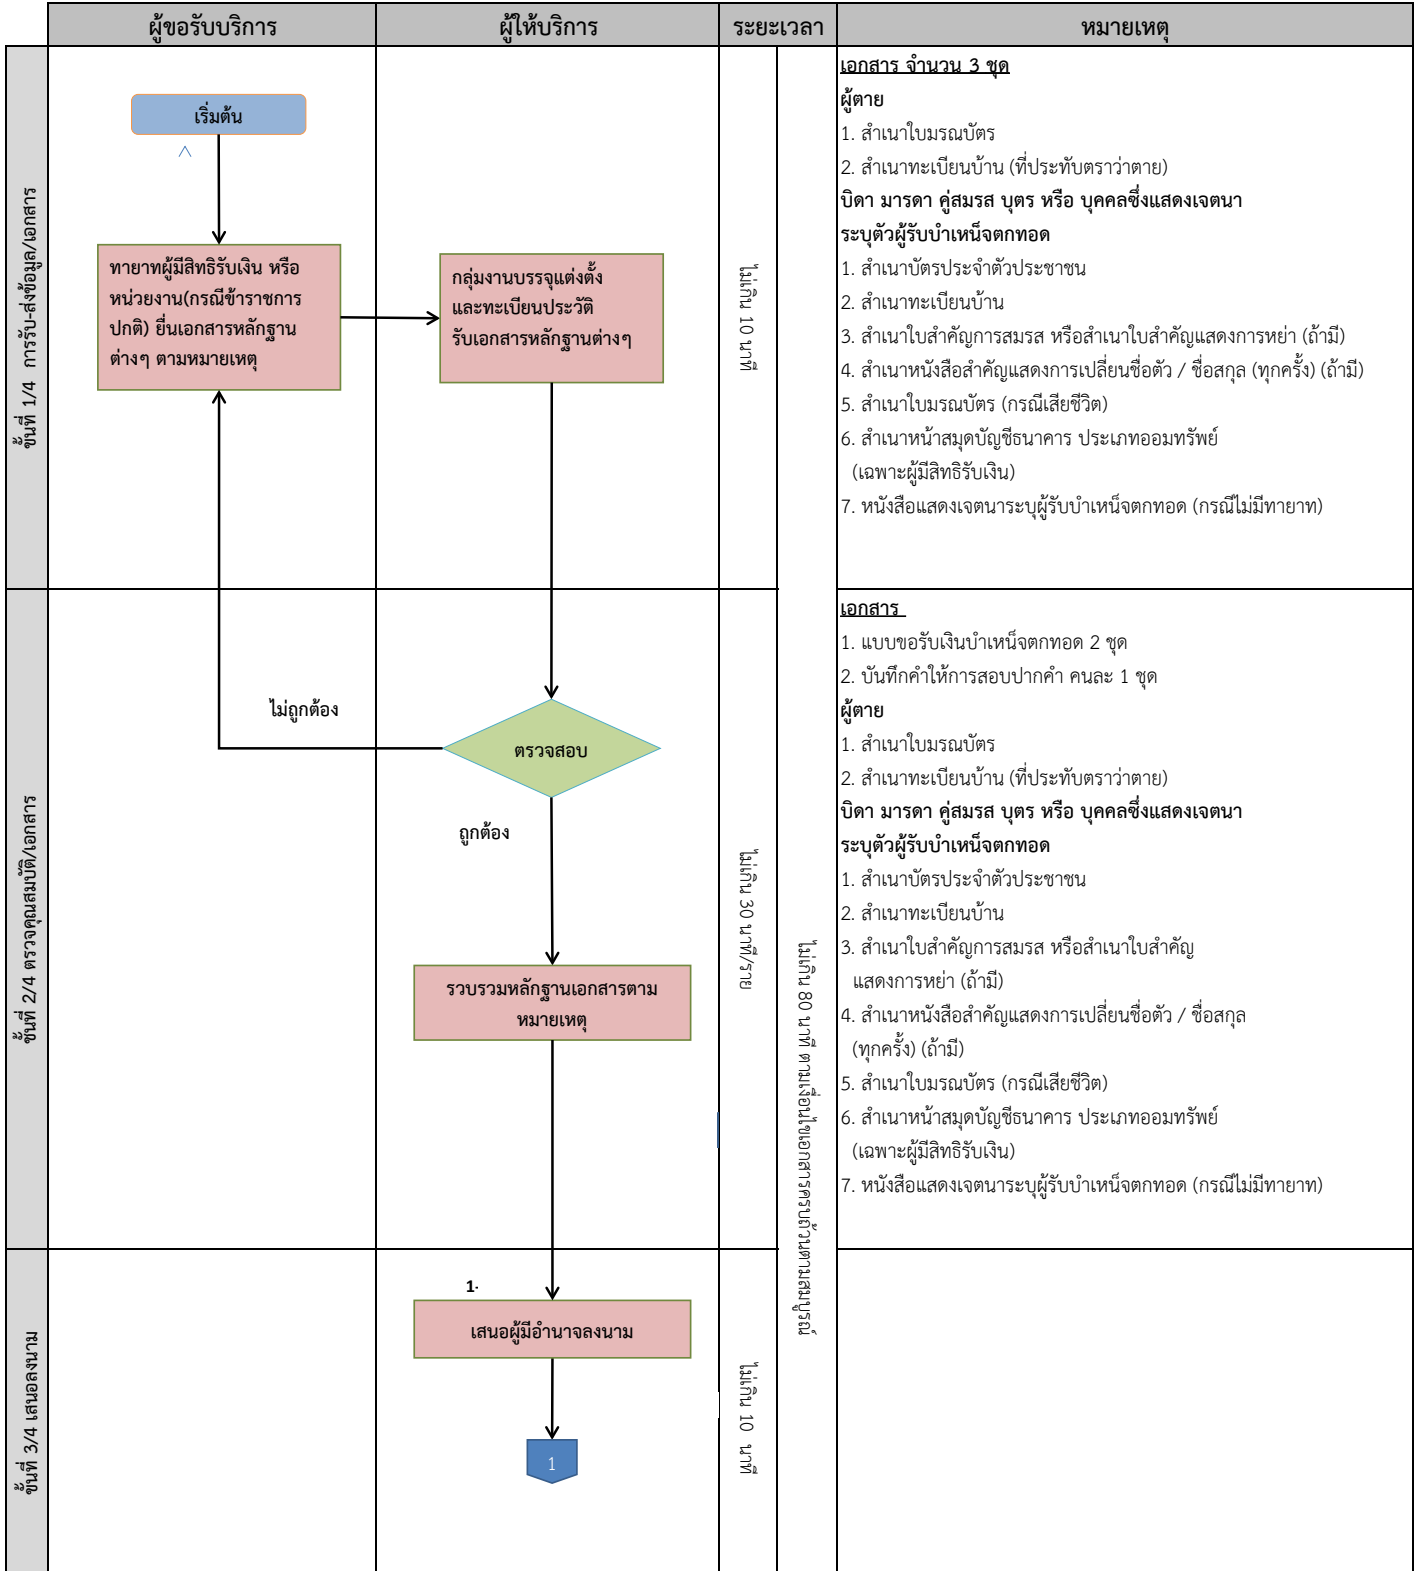 ผู้ขอรับบริการ
ผู้ให้บริการ
ระยะเวลา
หมายเหตุ
ขั้นที่ 1/4 การรับ-ส่งข้อมูล/เอกสาร
เริ่มต้น
ทายาทผู้มีสิทธิรับเงิน หรือ
หน่วยงาน(กรณีข้าราชการ
ปกติ) ยื่นเอกสารหลักฐาน
ต่างๆ ตามหมายเหตุ
กลุ่มงานบรรจุแต่งตั้ง
และทะเบียนประวัติ
รับเอกสารหลักฐานต่างๆ
ไม่เกิน 10 นาที
เอกสาร จำนวน 3 ชุด
ผู้ตาย
1. สำเนาใบมรณบัตร
2. สำเนาทะเบียนบ้าน (ที่ประทับตราว่าตาย)
บิดา มารดา คู่สมรส บุตร หรือ บุคคลซึ่งแสดงเจตนา
ระบุตัวผู้รับบำเหน็จตกทอด
1. สำเนาบัตรประจำตัวประชาชน
2. สำเนาทะเบียนบ้าน
3. สำเนาใบสำคัญการสมรส หรือสำเนาใบสำคัญแสดงการหย่า (ถ้ามี)
4. สำเนาหนังสือสำคัญแสดงการเปลี่ยนชื่อตัว / ชื่อสกุล (ทุกครั้ง) (ถ้ามี)
5. สำเนาใบมรณบัตร (กรณีเสียชีวิต)
6. สำเนาหน้าสมุดบัญชีธนาคาร ประเภทออมทรัพย์
(เฉพาะผู้มีสิทธิรับเงิน)
7. หนังสือแสดงเจตนาระบุผู้รับบำเหน็จตกทอด (กรณีไม่มีทายาท)
ขั้นที่ 2/4 ตรวจคุณสมบัติ/เอกสาร
ไม่ถูกต้อง
ตรวจสอบ
ถูกต้อง
รวบรวมหลักฐานเอกสารตาม
หมายเหตุ
ไม่เกิน 30 นาที/ราย
ไม่เกิน 80 นาที ตามเงื่อนไขเอกสารครบถ้วนตามสมบูรณ์
เอกสาร
1. แบบขอรับเงินบำเหน็จตกทอด 2 ชุด
2. บันทึกคำให้การสอบปากคำ คนละ 1 ชุด
ผู้ตาย
1. สำเนาใบมรณบัตร
2. สำเนาทะเบียนบ้าน (ที่ประทับตราว่าตาย)
บิดา มารดา คู่สมรส บุตร หรือ บุคคลซึ่งแสดงเจตนา
ระบุตัวผู้รับบำเหน็จตกทอด
1. สำเนาบัตรประจำตัวประชาชน
2. สำเนาทะเบียนบ้าน
3. สำเนาใบสำคัญการสมรส หรือสำเนาใบสำคัญ
แสดงการหย่า (ถ้ามี)
4. สำเนาหนังสือสำคัญแสดงการเปลี่ยนชื่อตัว / ชื่อสกุล
(ทุกครั้ง) (ถ้ามี)
5. สำเนาใบมรณบัตร (กรณีเสียชีวิต)
6. สำเนาหน้าสมุดบัญชีธนาคาร ประเภทออมทรัพย์
(เฉพาะผู้มีสิทธิรับเงิน)
7. หนังสือแสดงเจตนาระบุผู้รับบำเหน็จตกทอด (กรณีไม่มีทายาท)
ขั้นที่ 3/4 เสนอลงนาม
1·
เสนอผู้มีอำนาจลงนาม
1
ไม่เกิน 10 นาที